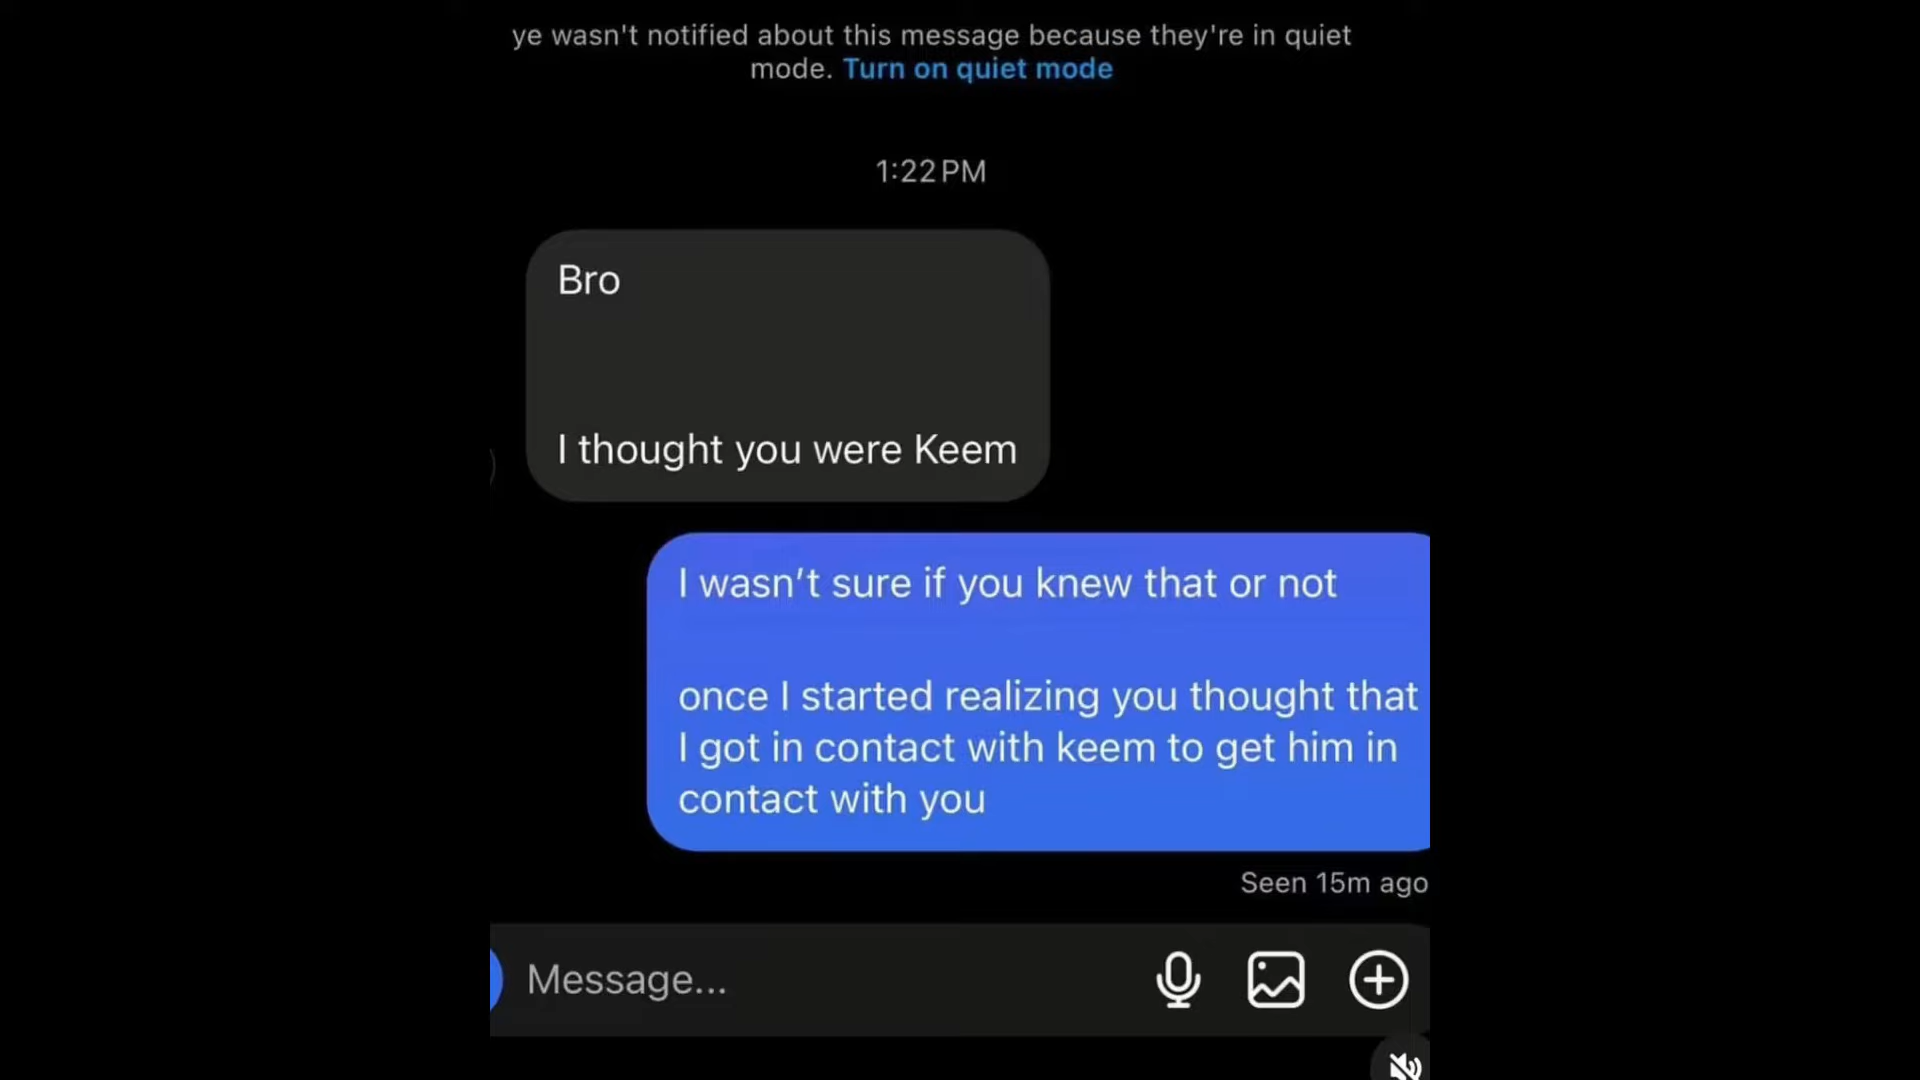 ye wasn't notified about this message because they're in quiet
mode. Turn on quiet mode
1:22 PM
Bro
I thought you were Keem
I wasn’t sure if you knew that or not
once I started realizing you thought that
I got in contact with keem to get him in
contact with you
Seen 15m ago
Message...